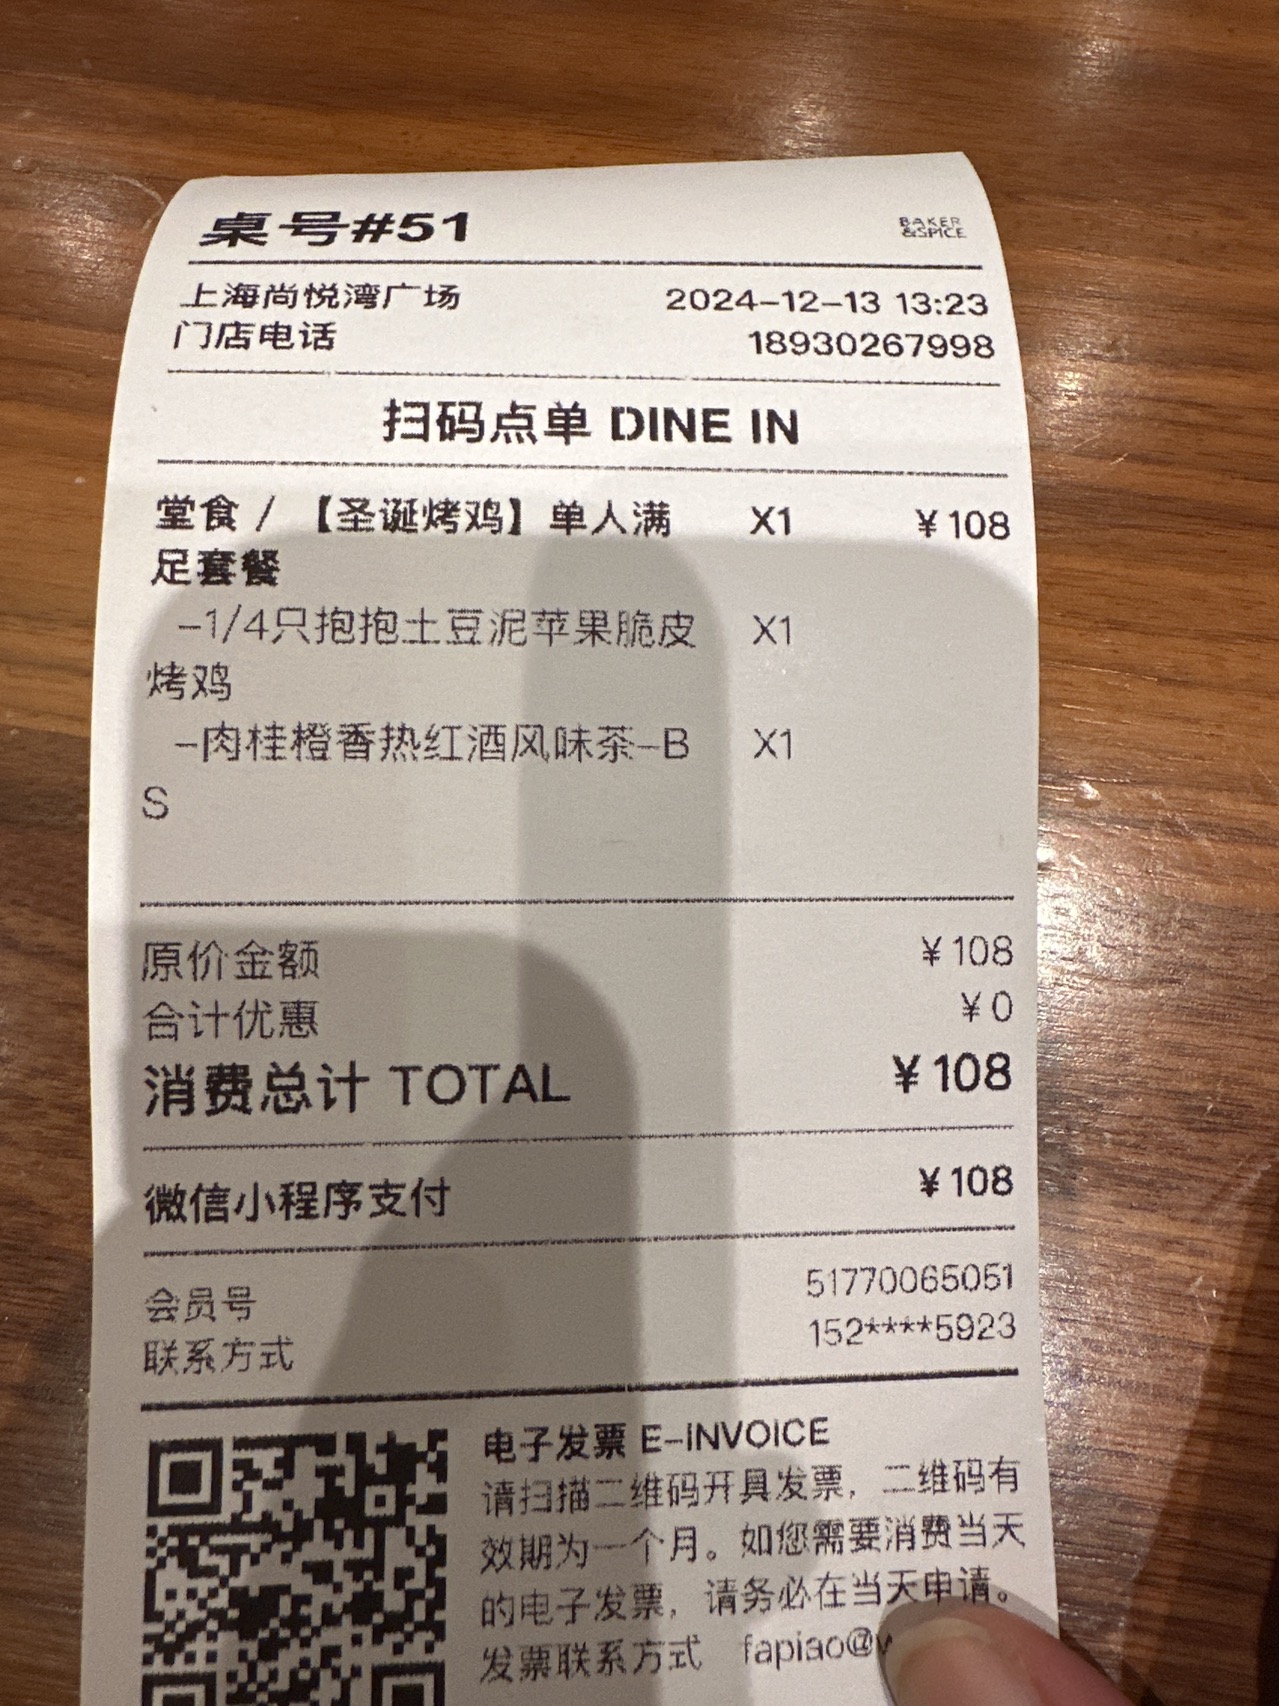 桌号#51
BAKER
&SPICE
上海尚悦湾广场 2024-12-13 13:23
门店电话 18930267998
扫码点单 DINE IN
堂食 / 【圣诞烤鸡】单人满 X1 ¥108
足套餐
-1/4只抱抱土豆泥苹果脆皮 X1
烤鸡
-肉桂橙香热红酒风味茶-B X1
S
原价金额 ¥108
合计优惠 ¥0
消费总计 TOTAL ¥108
微信小程序支付 ¥108
会员号 51770065051
联系方式 152****5923
电子发票 E-INVOICE
请扫描二维码开具发票，二维码有
效期为一个月。如您需要消费当天
的电子发票，请务必在当天申请。
发票联系方式 fapiao@